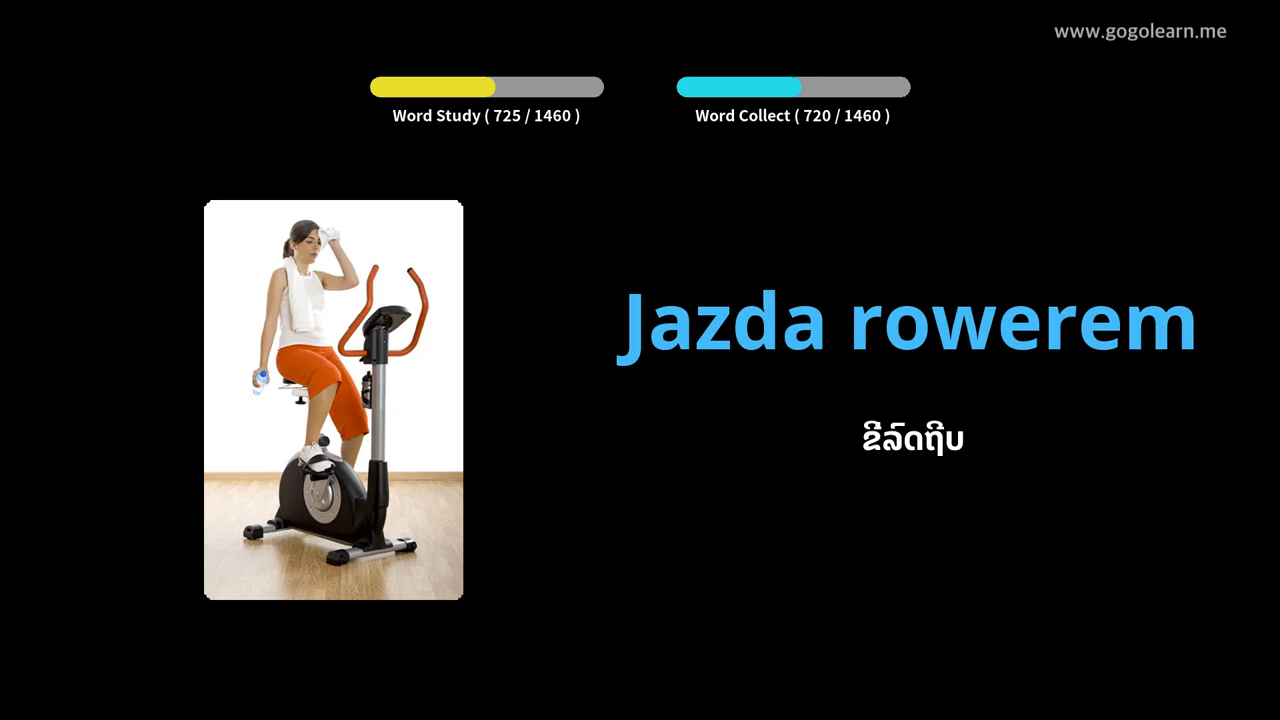 www.gogolearn.me
Word Study ( 725 / 1460 )
Word Collect ( 720 / 1460 )
Jazda rowerem
ຂີ່ລົດຖີບ